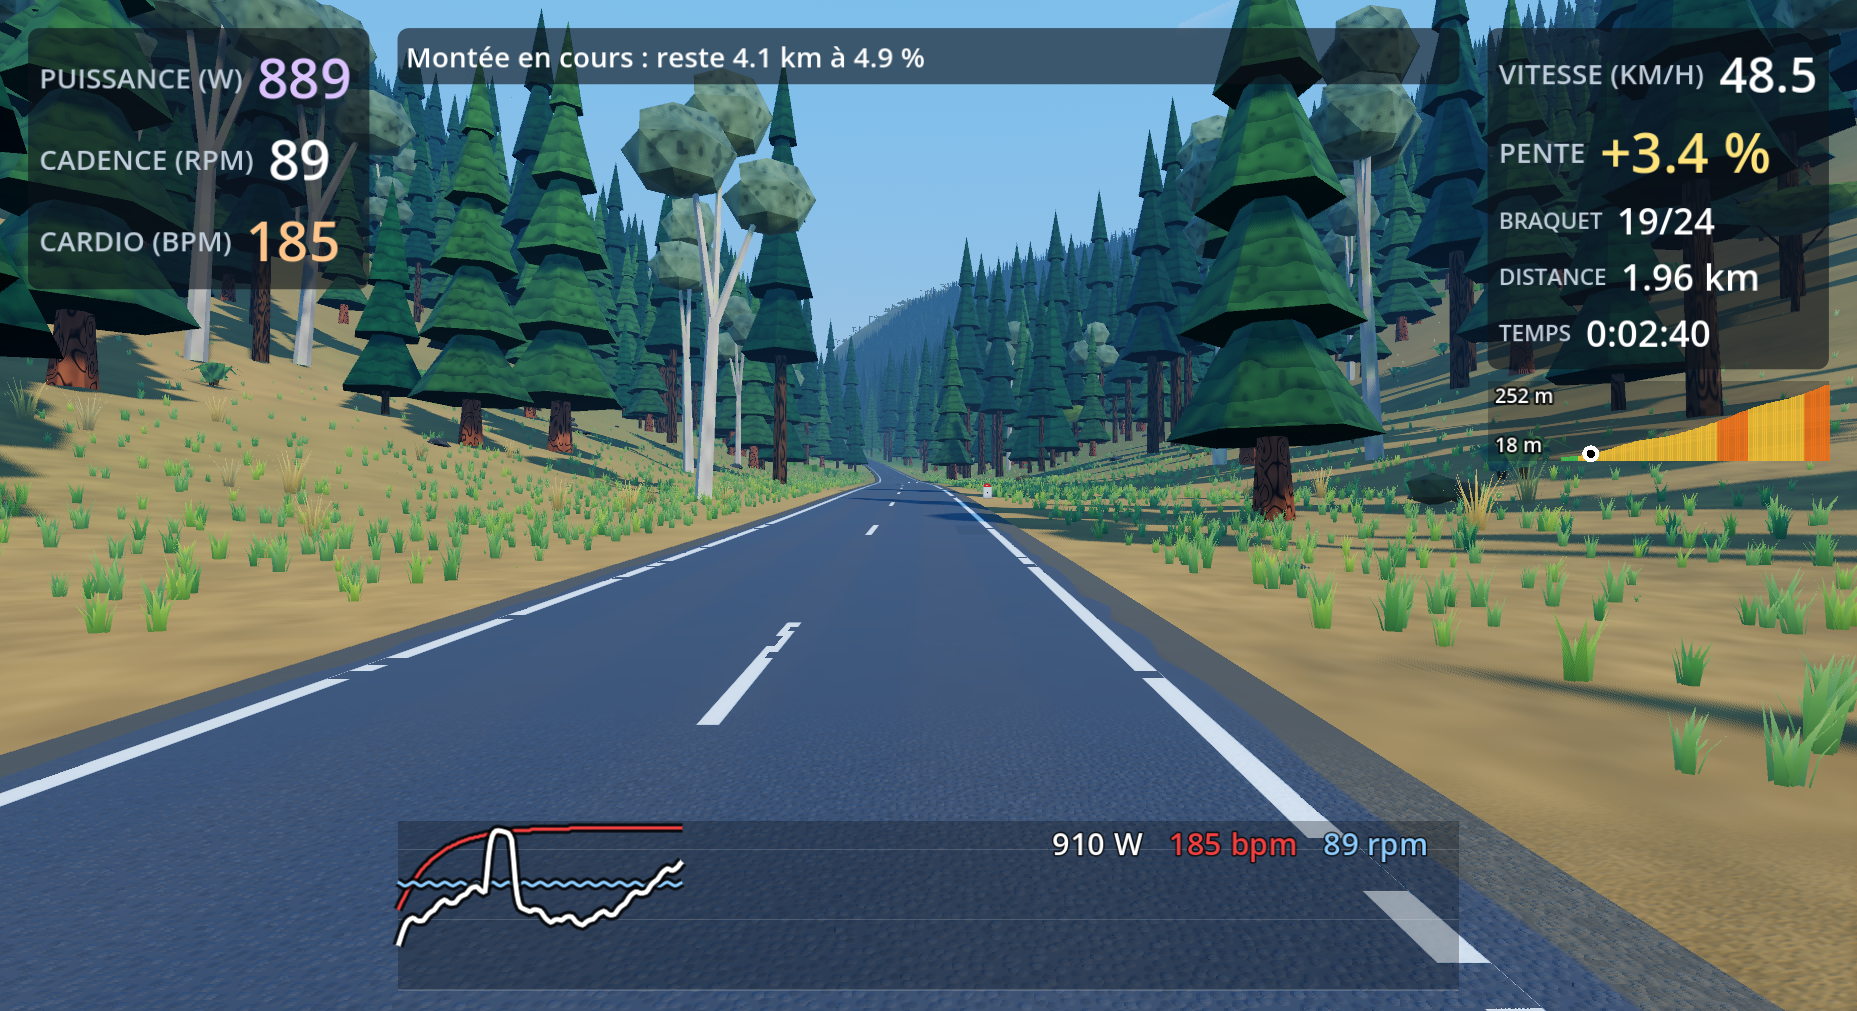 PUISSANCE (W) 889
CADENCE (RPM) 89
CARDIO (BPM) 185
Montée en cours : reste 4.1 km à 4.9 %
VITESSE (KM/H) 48.5
PENTE +3.4 %
BRAQUET 19/24
DISTANCE 1.96 km
TEMPS 0:02:40
252 m
18 m
910 W 185 bpm 89 rpm